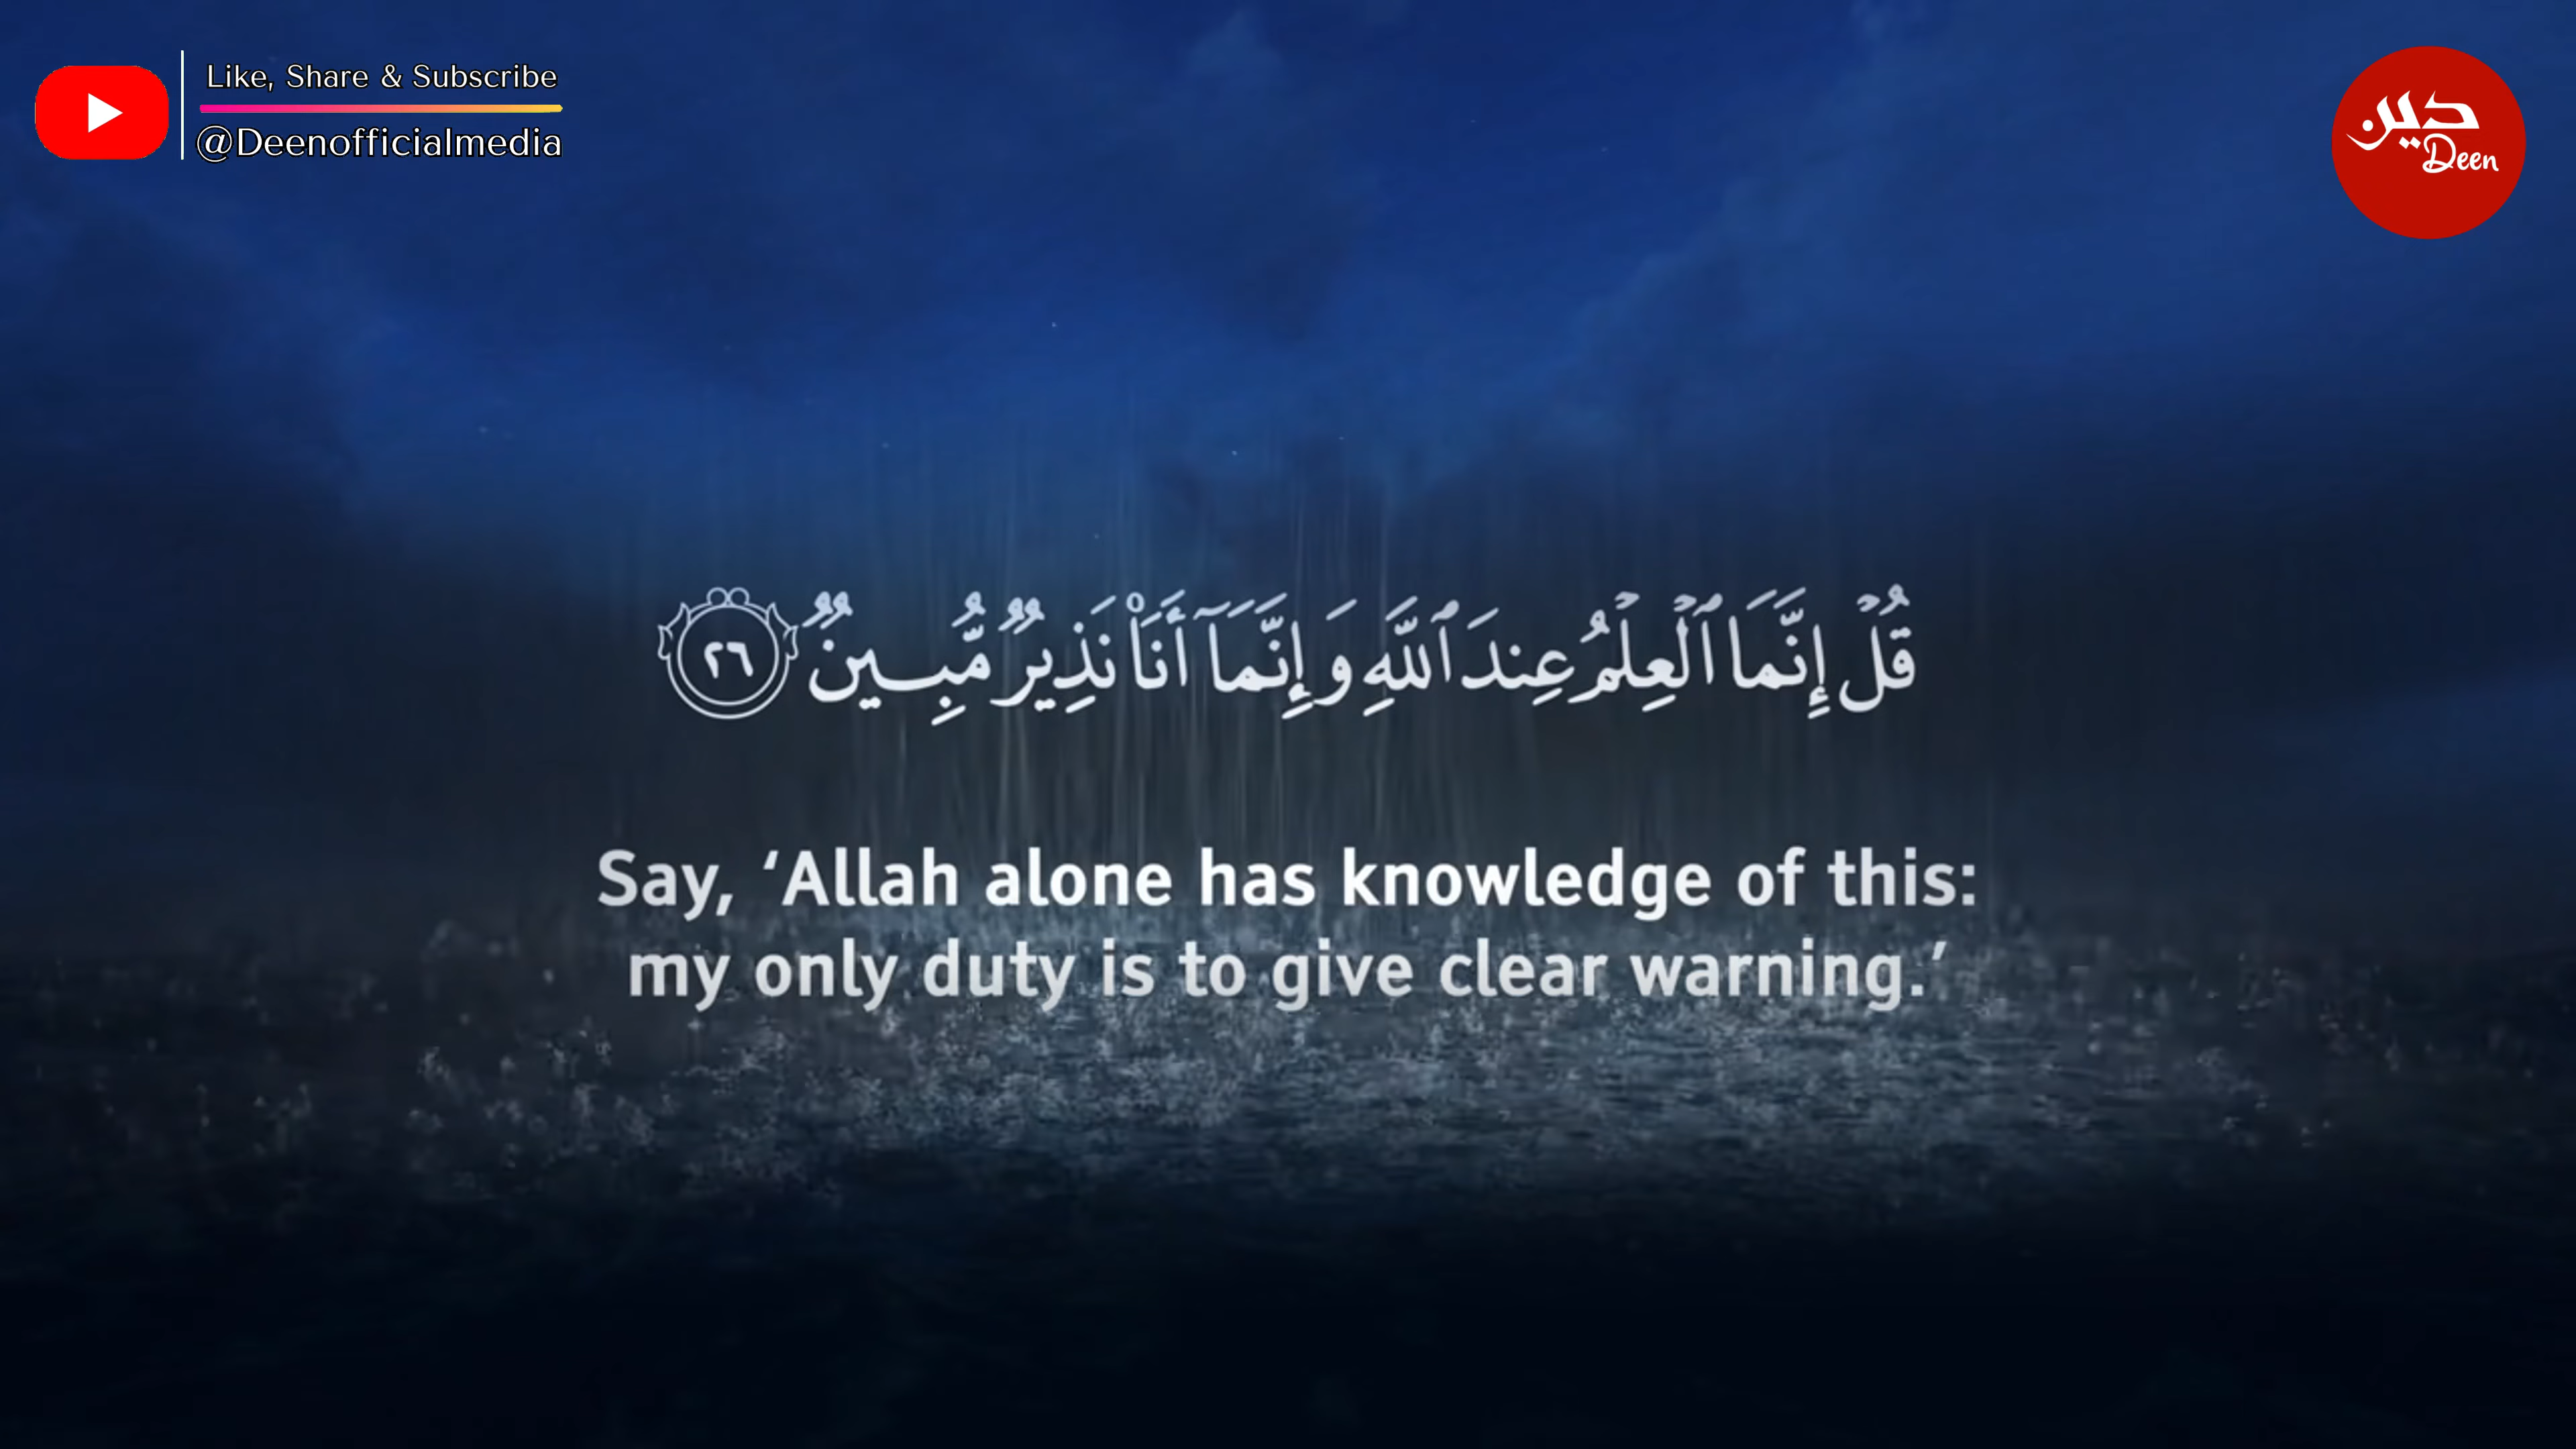 Like, Share & Subscribe
@Deenofficialmedia
دين
Deen
قُلۡ إِنَّمَا ٱلۡعِلۡمُ عِندَ ٱللَّهِ وَإِنَّمَآ أَنَا۠ نَذِيرٌ مُّبِينٌ ٢٦
Say, ‘Allah alone has knowledge of this:
my only duty is to give clear warning.’